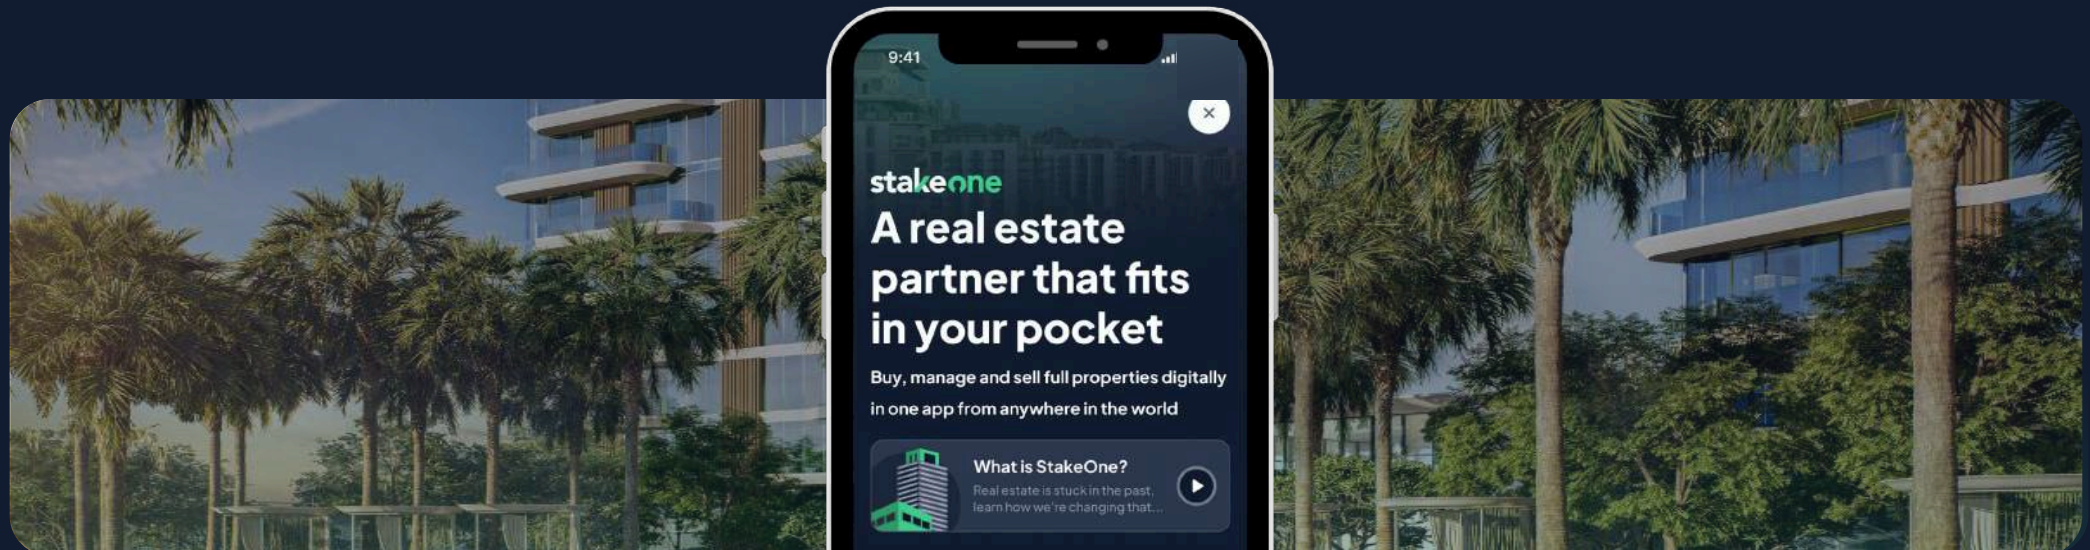 9:41
stakeone
A real estate
partner that fits
in your pocket
Buy, manage and sell full properties digitally
in one app from anywhere in the world
What is StakeOne?
Real estate is stuck in the past,
learn how we're changing that...